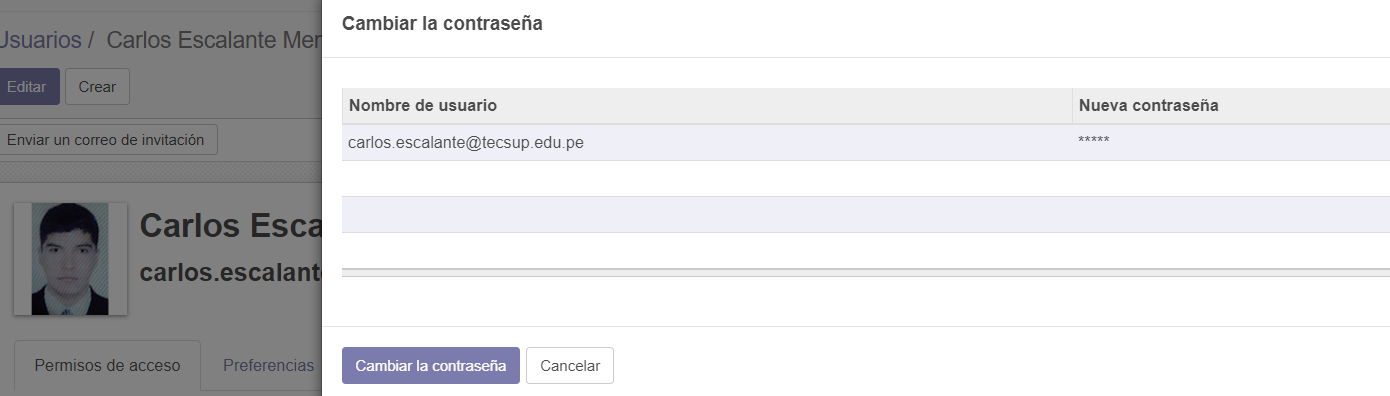 Usuarios / Carlos Escalante Mer
Editar
Crear
Enviar un correo de invitación
Carlos Esca
carlos.escalant
Permisos de acceso
Preferencias
Cambiar la contraseña
Nombre de usuario
Nueva contraseña
carlos.escalante@tecsup.edu.pe
*****
Cambiar la contraseña
Cancelar